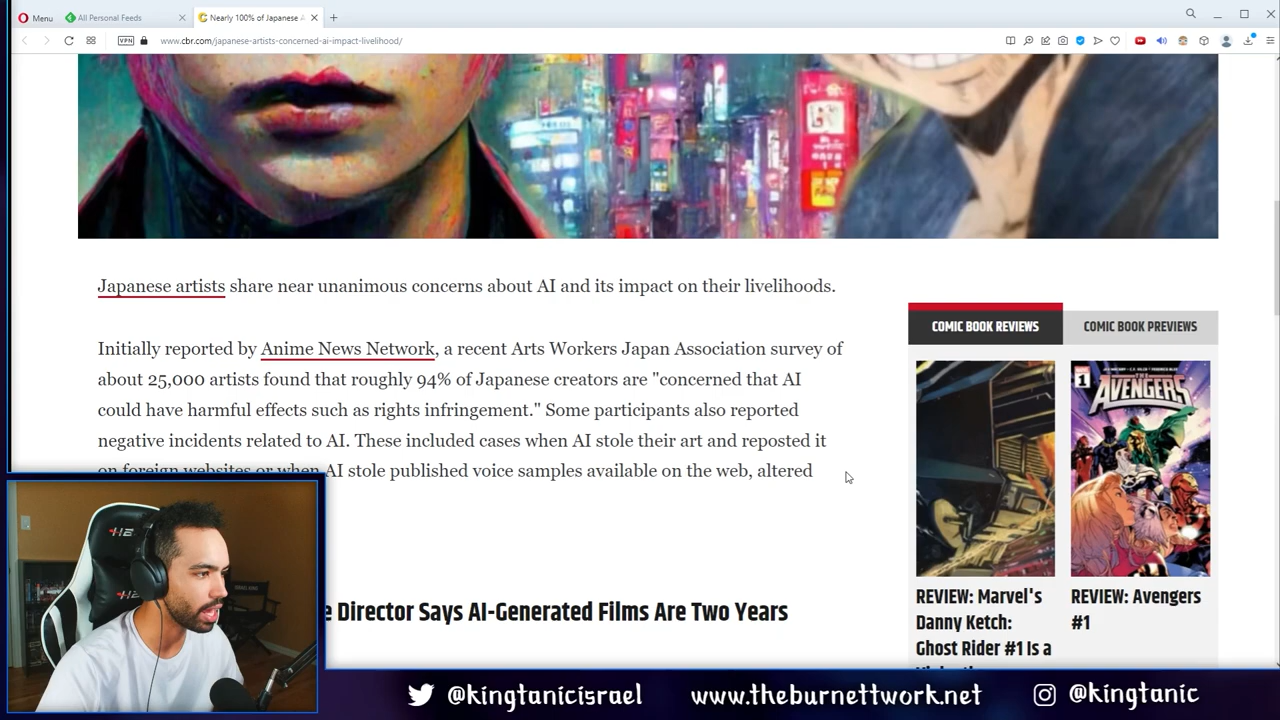 Menu
All Personal Feeds
Nearly 100% of Japanese
VPN
www.cbr.com/japanese-artists-concerned-ai-impact-livelihood/
Japanese artists share near unanimous concerns about AI and its impact on their livelihoods.
Initially reported by Anime News Network, a recent Arts Workers Japan Association survey of
about 25,000 artists found that roughly 94% of Japanese creators are "concerned that AI
could have harmful effects such as rights infringement." Some participants also reported
negative incidents related to AI. These included cases when AI stole their art and reposted it
on foreign websites or when AI stole published voice samples available on the web, altered
Director Says AI-Generated Films Are Two Years
COMIC BOOK REVIEWS
COMIC BOOK PREVIEWS
1
THE
AVENGERS
REVIEW: Marvel's
Danny Ketch:
Ghost Rider #1 Is a
REVIEW: Avengers
#1
@kingtanicisrael
www.theburnettwork.net
@kingtanic